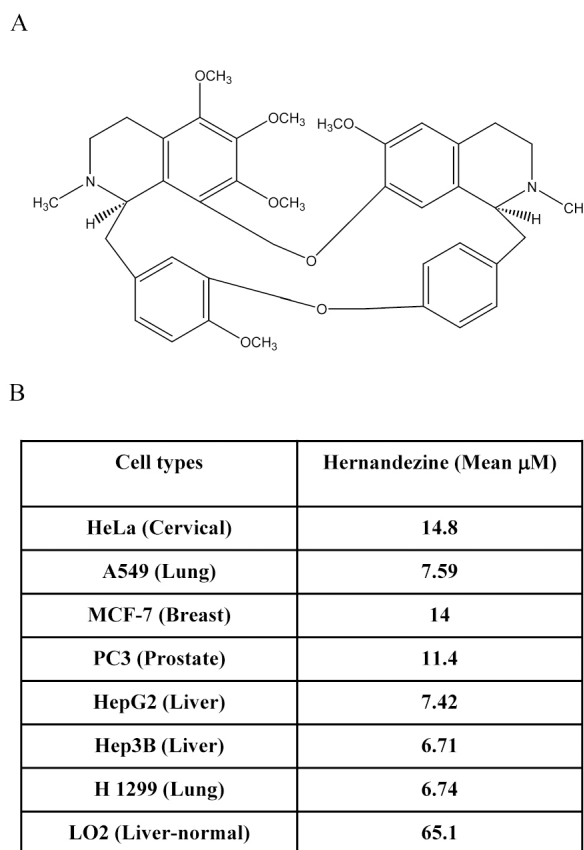 A
OCH3
OCH3
H3CO
N
H3C
H
OCH3
N
H
CH
O
O
OCH3
B
Cell types Hernandezine (Mean μM)
HeLa (Cervical) 14.8
A549 (Lung) 7.59
MCF-7 (Breast) 14
PC3 (Prostate) 11.4
HepG2 (Liver) 7.42
Hep3B (Liver) 6.71
H 1299 (Lung) 6.74
LO2 (Liver-normal) 65.1